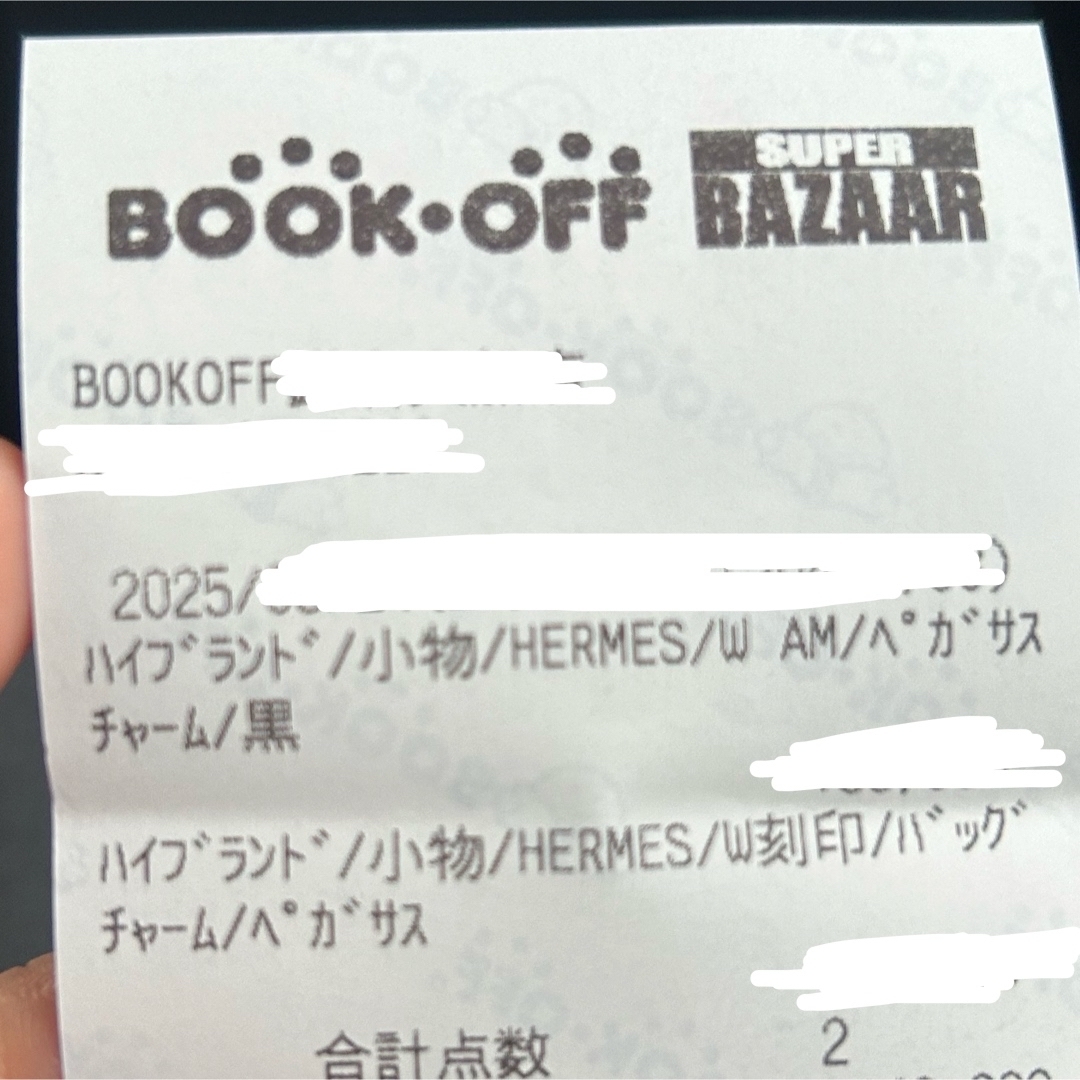 BOOK・OFF SUPER BAZAAR
BOOKOFF
2025/
ﾊｲﾌﾞﾗﾝﾄﾞ/小物/HERMES/W AM/ﾍﾟｶﾞｻｽ
ﾁｬｰﾑ/黒
ﾊｲﾌﾞﾗﾝﾄﾞ/小物/HERMES/W刻印/ﾊﾞｯｸﾞ
ﾁｬｰﾑ/ﾍﾟｶﾞｻｽ
合計点数 2